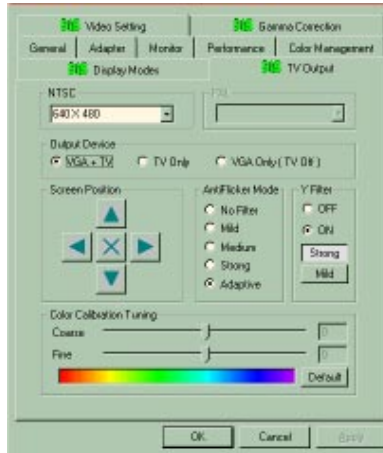 Video Setting
Gamma Correction
General
Adapter
Monitor
Performance
Color Management
Display Modes
TV Output
NTSC
640 X 480
PAL
Output Device
VGA + TV
TV Only
VGA Only ( TV Off )
Screen Position
AntiFlicker Mode
No Filter
Mild
Medium
Strong
Adaptive
Y Filter
OFF
ON
Strong
Mild
Color Calibration Tuning
Coarse
0
Fine
0
Default
OK
Cancel
Apply